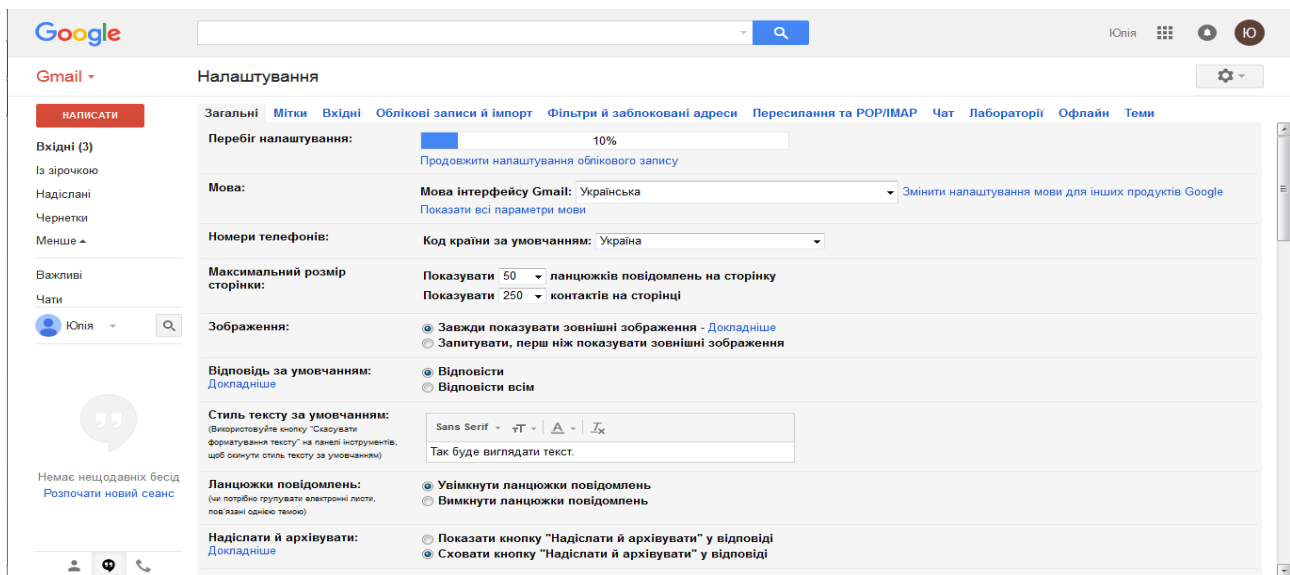 Google
Юлія
Ю
Gmail
Налаштування
НАПИСАТИ
Вхідні (3)
Із зірочкою
Надіслані
Чернетки
Менше
Важливі
Чати
Юлія
Немає нещодавніх бесід
Розпочати новий сеанс
Загальні Мітки Вхідні Облікові записи й імпорт Фільтри й заблоковані адреси Пересилання та POP/IMAP Чат Лабораторії Офлайн Теми
Перебіг налаштування:
10%
Продовжити налаштування облікового запису
Мова:
Мова інтерфейсу Gmail: Українська Змінити налаштування мови для інших продуктів Google
Показати всі параметри мови
Номери телефонів:
Код країни за умовчанням: Україна
Максимальний розмір
сторінки:
Показувати 50 ланцюжків повідомлень на сторінку
Показувати 250 контактів на сторінці
Зображення:
Завжди показувати зовнішні зображення - Докладніше
Запитувати, перш ніж показувати зовнішні зображення
Відповідь за умовчанням:
Докладніше
Відповісти
Відповісти всім
Стиль тексту за умовчанням:
(Використовуйте кнопку "Скасувати
форматування тексту" на панелі інструментів,
щоб скинути стиль тексту за умовчанням)
Sans Serif тТ A Tx
Так буде виглядати текст.
Ланцюжки повідомлень:
(чи потрібно групувати електронні листи,
пов'язані однією темою)
Увімкнути ланцюжки повідомлень
Вимкнути ланцюжки повідомлень
Надіслати й архівувати:
Докладніше
Показати кнопку "Надіслати й архівувати" у відповіді
Сховати кнопку "Надіслати й архівувати" у відповіді